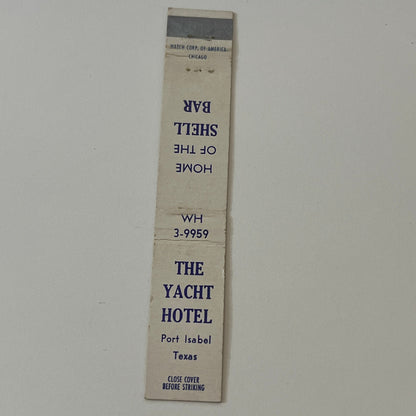 MATCH CORP. OF AMERICA,
CHICAGO
HOME
OF THE
SHELL
BAR
WH
3-9959
THE
YACHT
HOTEL
Port Isabel
Texas
CLOSE COVER
BEFORE STRIKING